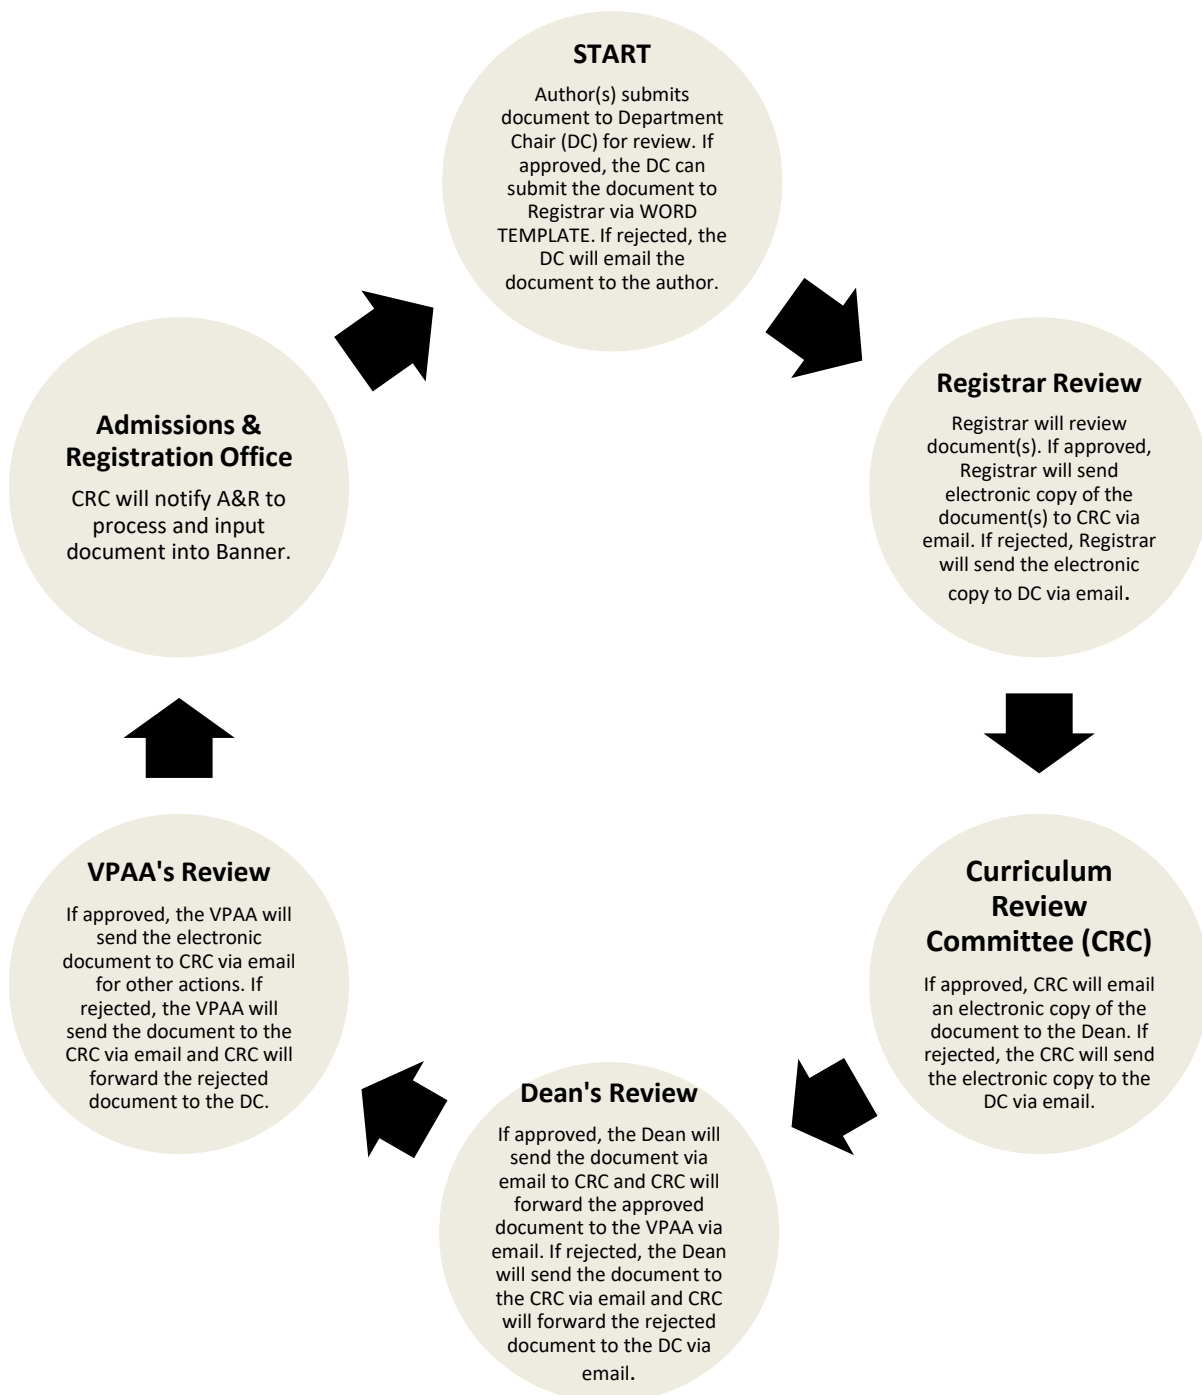 START
Author(s) submits
document to Department
Chair (DC) for review. If
approved, the DC can
submit the document to
Registrar via WORD
TEMPLATE. If rejected, the
DC will email the
document to the author.
Registrar Review
Registrar will review
document(s). If approved,
Registrar will send
electronic copy of the
document(s) to CRC via
email. If rejected, Registrar
will send the electronic
copy to DC via email.
Curriculum
Review
Committee (CRC)
If approved, CRC will email
an electronic copy of the
document to the Dean. If
rejected, the CRC will send
the electronic copy to the
DC via email.
Dean's Review
If approved, the Dean will
send the document via
email to CRC and CRC will
forward the approved
document to the VPAA via
email. If rejected, the Dean
will send the document to
the CRC via email and CRC
will forward the rejected
document to the DC via
email.
VPAA's Review
If approved, the VPAA will
send the electronic
document to CRC via email
for other actions. If
rejected, the VPAA will
send the document to the
CRC via email and CRC will
forward the rejected
document to the DC.
Admissions &
Registration Office
CRC will notify A&R to
process and input
document into Banner.